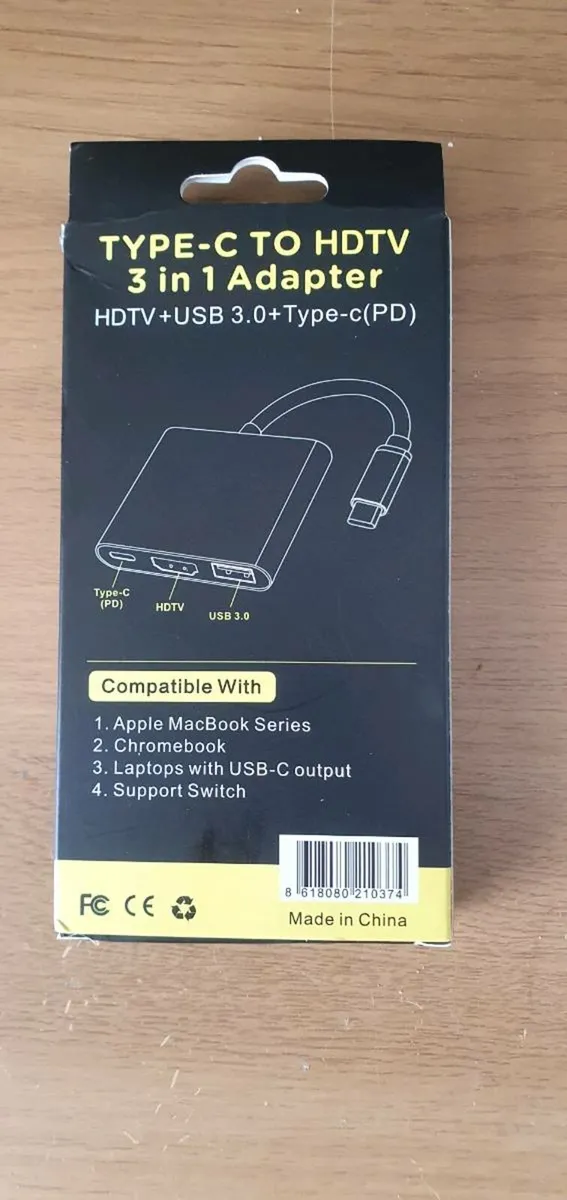 TYPE-C TO HDTV
3 in 1 Adapter
HDTV+USB 3.0+Type-c(PD)
Type-C
(PD)
HDTV
USB 3.0
Compatible With
1. Apple MacBook Series
2. Chromebook
3. Laptops with USB-C output
4. Support Switch
8 618080 210374
FC CE
Made in China